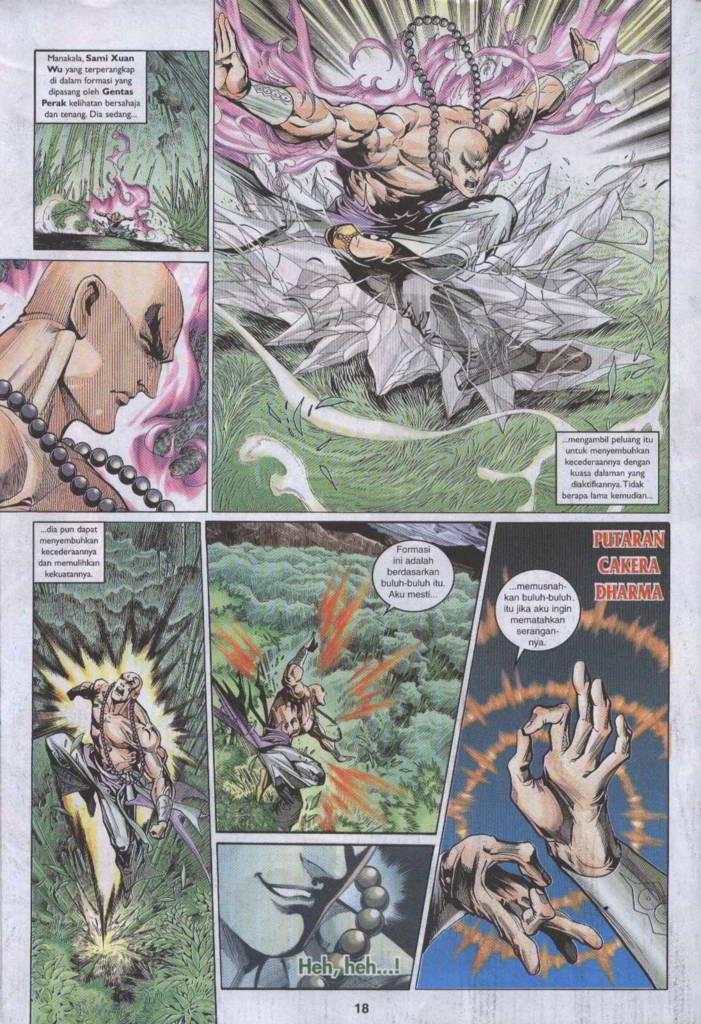 Manakala, Sami Xuan
Wu yang terperangkap
di dalam formasi yang
dipasang oleh Gentas
Perak kelihatan bersahaja
dan tenang. Dia sedang...
...mengambil peluang itu
untuk menyembuhkan
kecederaannya dengan
kuasa dalaman yang
diaktifkannya. Tidak
berapa lama kemudian...
...dia pun dapat
menyembuhkan
kecederaannya
dan memulihkan
kekuatannya.
Formasi
ini adalah
berdasarkan
buluh-buluh itu.
Aku mesti...
PUTARAN
CAKERA
DHARMA
...memusnah-
kan buluh-buluh.
itu jika aku ingin
mematahkan
serangan-
nya.
Heh, heh...!
18